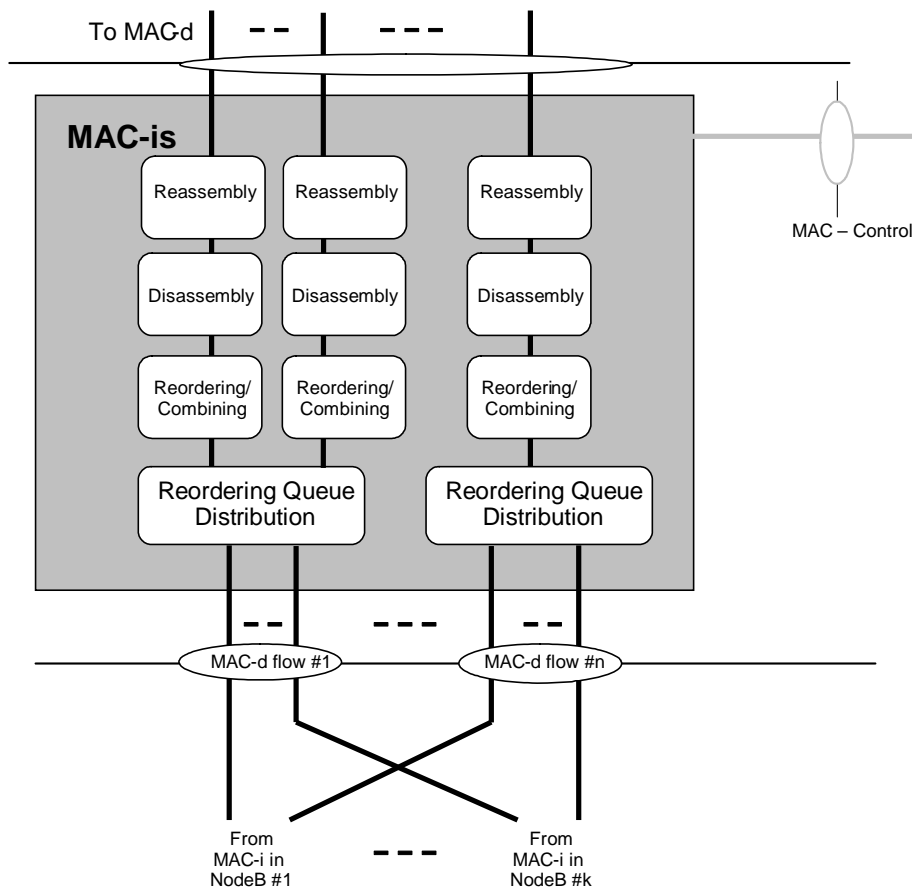 To MAC-d
MAC-is
MAC – Control
Reassembly
Reassembly
Reassembly
Disassembly
Disassembly
Disassembly
Reordering/
Combining
Reordering/
Combining
Reordering/
Combining
Reordering Queue
Distribution
Reordering Queue
Distribution
MAC-d flow #1
MAC-d flow #n
From
MAC-i in
NodeB #1
From
MAC-i in
NodeB #k